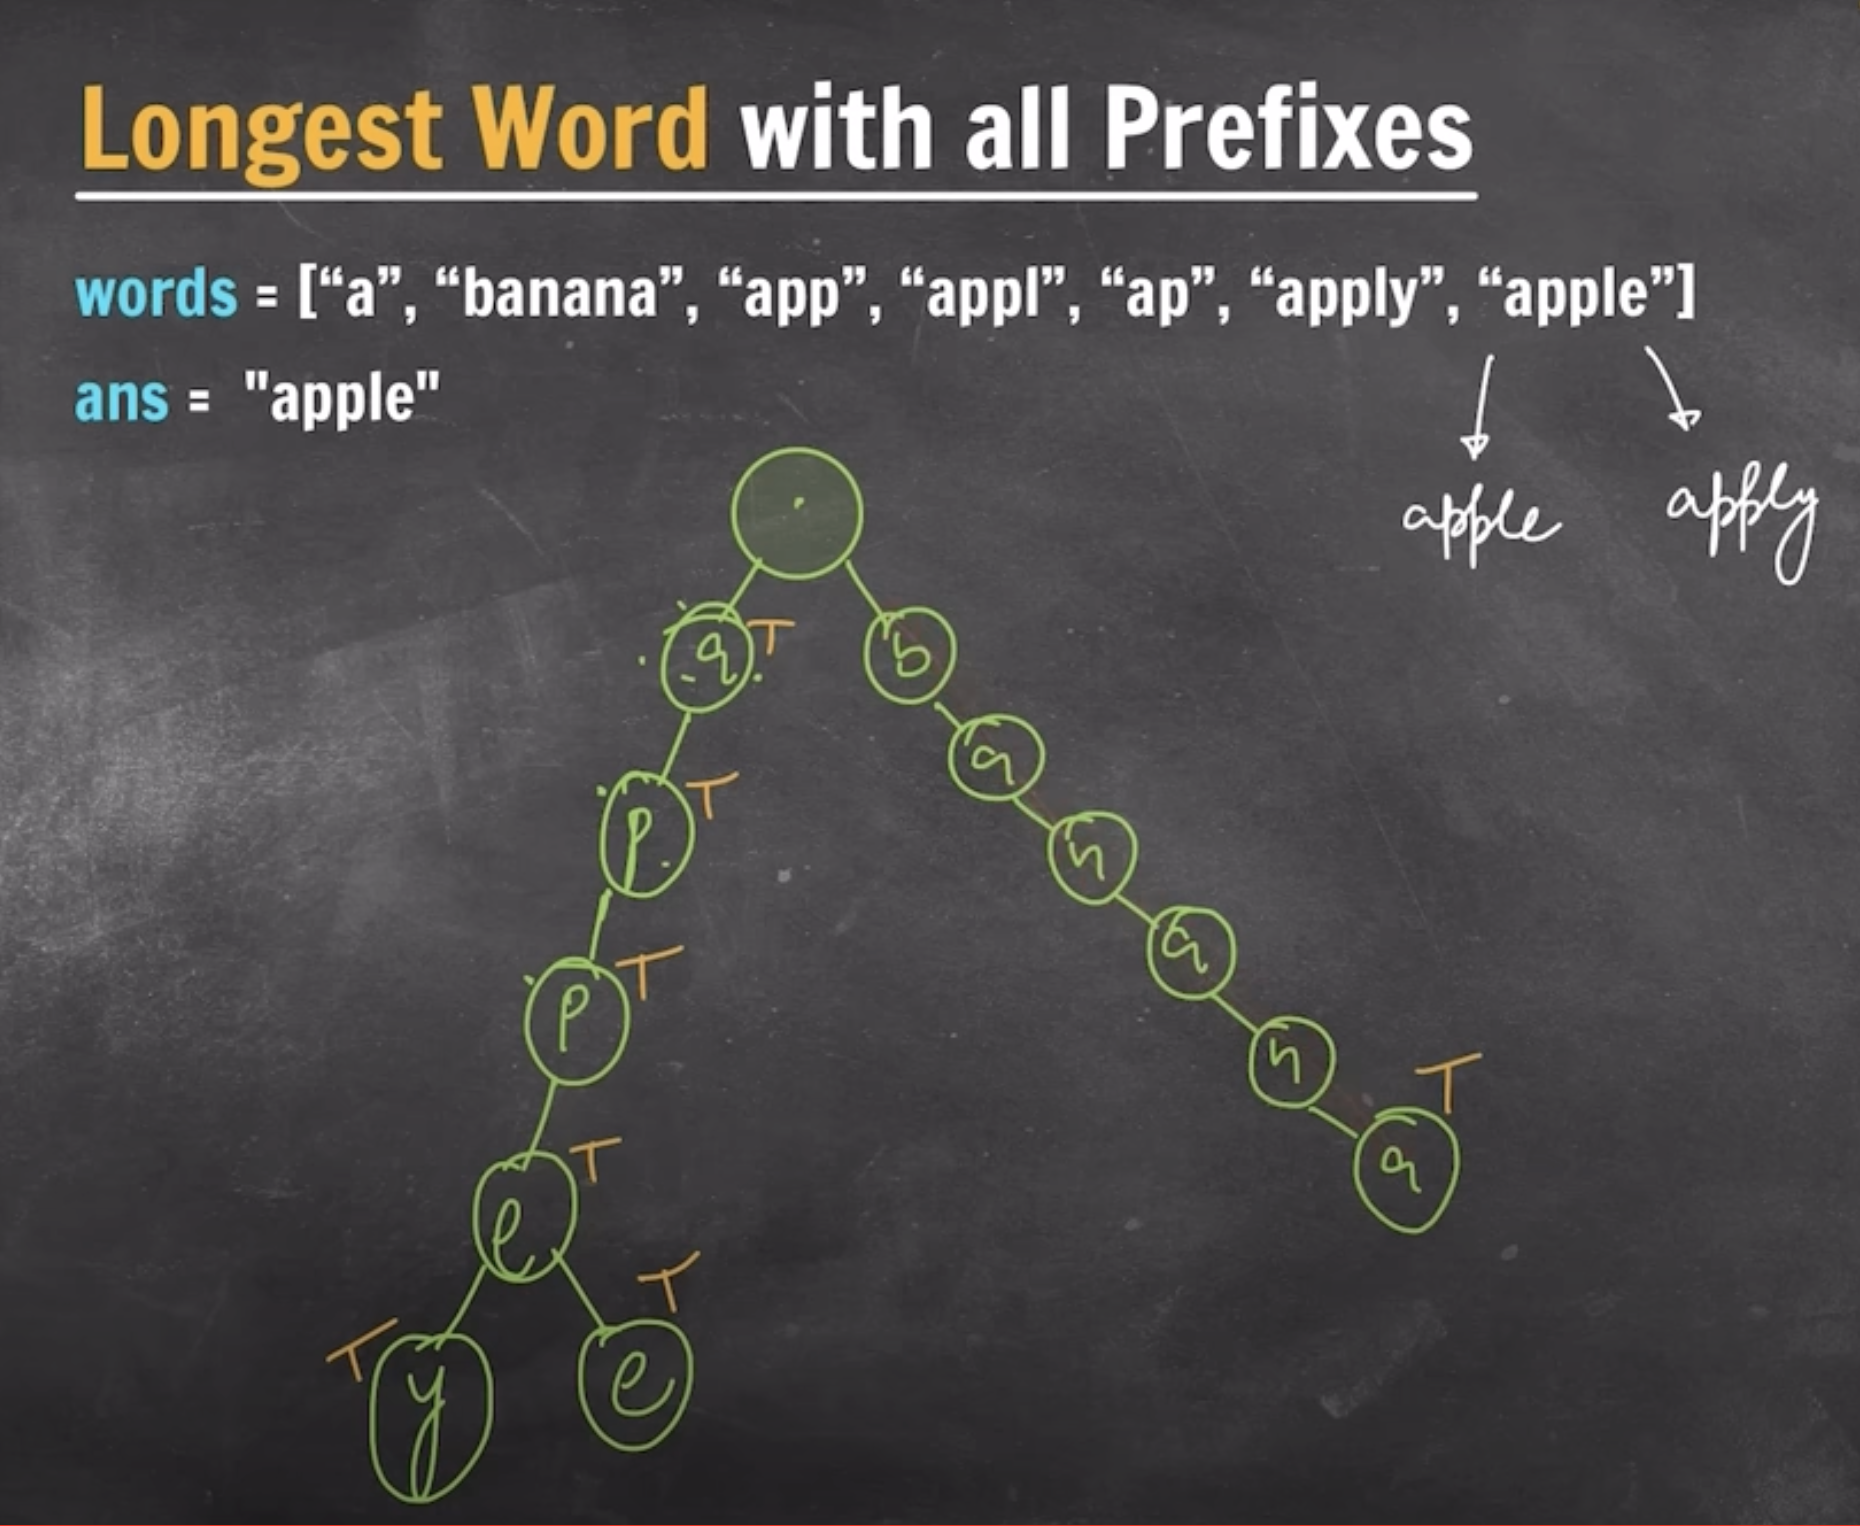 Longest Word with all Prefixes
words = [“a”, “banana”, “app”, “appl”, “ap”, “apply”, “apple”]
ans = "apple"
apple apply
a T b
a
p T
n
p T a
n T
l T a
T y e T